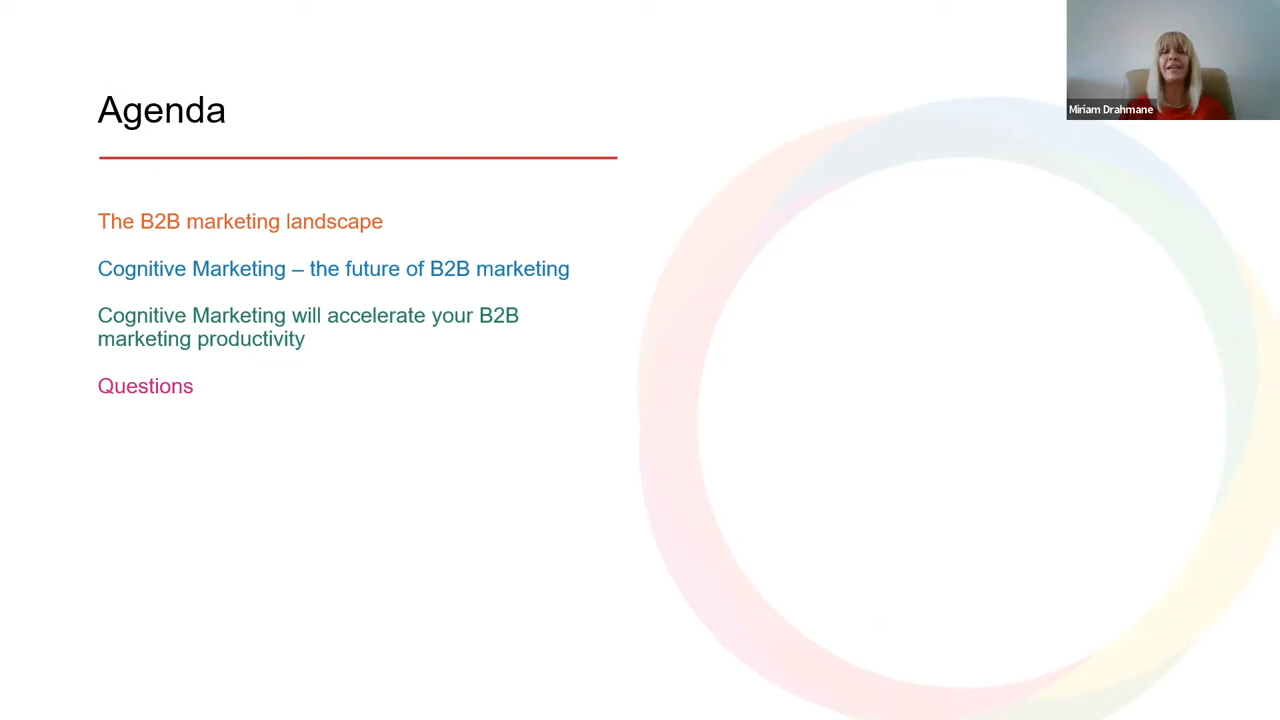 Miriam Drahmane
Agenda
The B2B marketing landscape
Cognitive Marketing – the future of B2B marketing
Cognitive Marketing will accelerate your B2B
marketing productivity
Questions